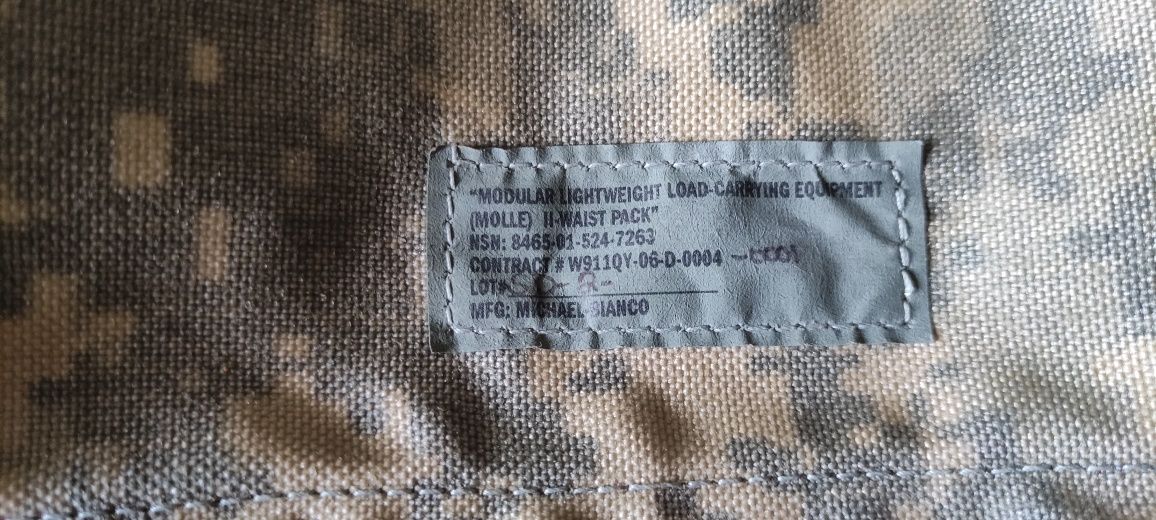 "MODULAR LIGHTWEIGHT LOAD-CARRYING EQUIPMENT
(MOLLE) II-WAIST PACK"
NSN: 8465-01-524-7263
CONTRACT # W911QY-06-D-0004 -0001
LOT#
MFG: MICHAEL BIANCO